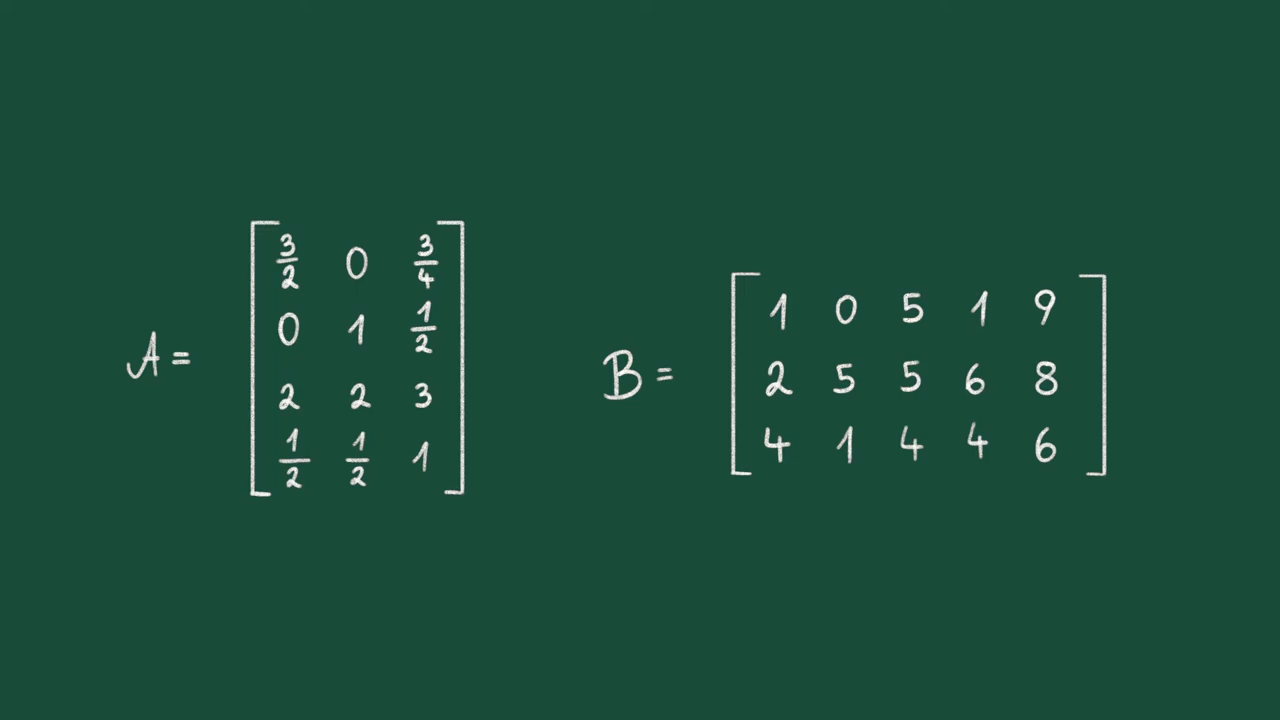 A = [ 3/2 0 3/4
0 1 1/2
2 2 3
1/2 1/2 1 ]
B = [ 1 0 5 1 9
2 5 5 6 8
4 1 4 4 6 ]